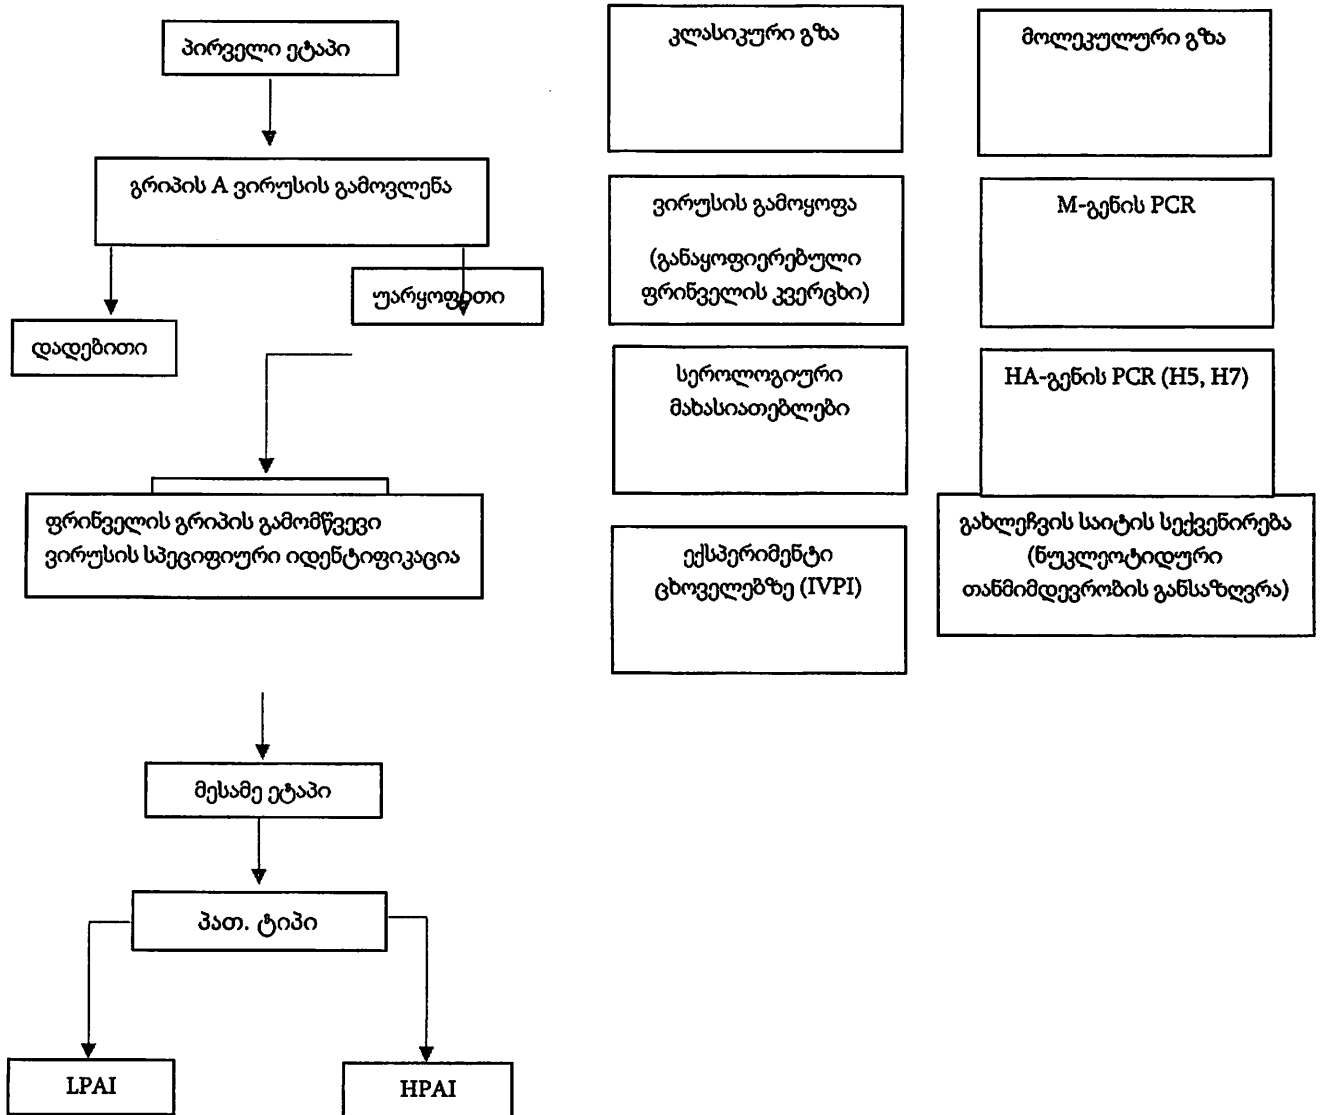 პირველი ეტაპი
გრიპის A ვირუსის გამოვლენა
უარყოფითი
დადებითი
ფრინველის გრიპის გამომწვევი
ვირუსის სპეციფიური იდენტიფიკაცია
მესამე ეტაპი
პათ. ტიპი
LPAI
HPAI
კლასიკური გზა
ვირუსის გამოყოფა
(განაყოფიერებული
ფრინველის კვერცხი)
სეროლოგიური
მახასიათებლები
ექსპერიმენტი
ცხოველებზე (IVPI)
მოლეკულური გზა
M-გენის PCR
HA-გენის PCR (H5, H7)
გახლეჩვის საიტის სექვენირება
(ნუკლეოტიდური
თანმიმდევრობის განსაზღვრა)